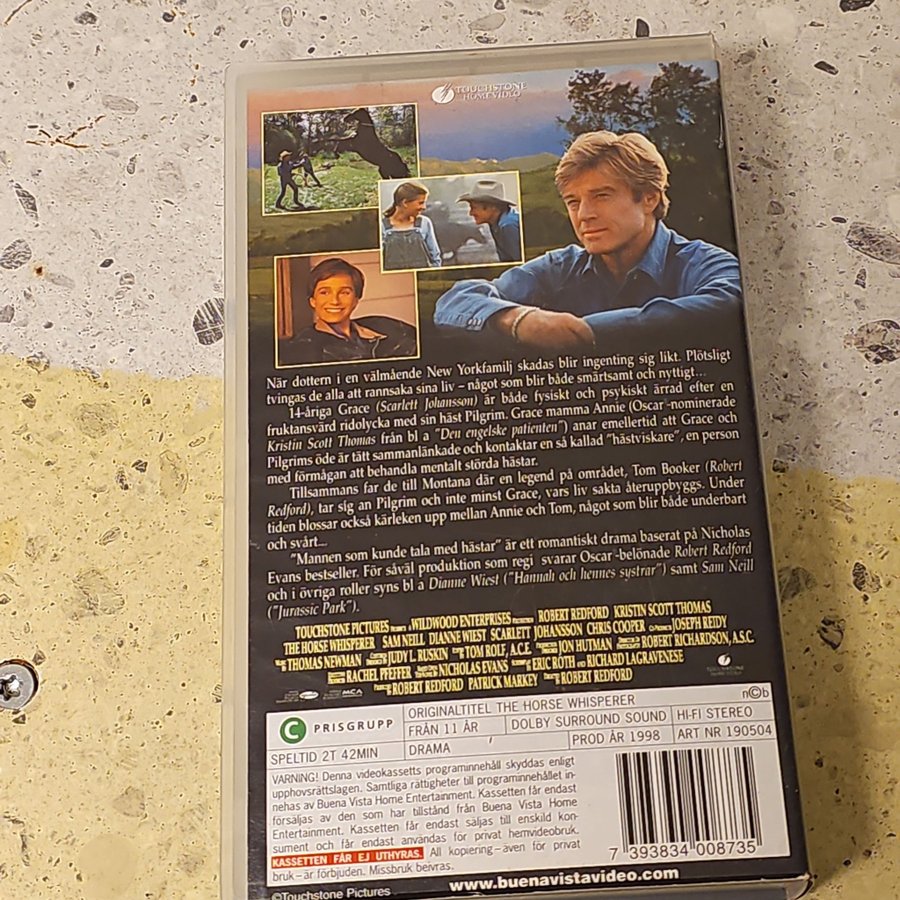 TOUCHSTONE
HOME VIDEO
När dottern i en välmående New Yorkfamilj skadas blir ingenting sig likt. Plötsligt
tvingas de alla att rannsaka sina liv – något som blir både smärtsamt och nyttigt...
14-åriga Grace (Scarlett Johansson) är både fysiskt och psykiskt ärrad efter en
fruktansvärd ridolycka med sin häst Pilgrim. Grace mamma Annie (Oscar-nominerade
Kristin Scott Thomas från bl a "Den engelske patienten") anar emellertid att Grace och
Pilgrims öde är tätt sammanlänkade och kontaktar en så kallad "hästviskare", en person
med förmågan att behandla mentalt störda hästar.
Tillsammans far de till Montana där en legend på området, Tom Booker (Robert
Redford), tar sig an Pilgrim och inte minst Grace, vars liv sakta återuppbyggs. Under
tiden blossar också kärleken upp mellan Annie och Tom, något som blir både underbart
och svårt...
"Mannen som kunde tala med hästar" är ett romantiskt drama baserat på Nicholas
Evans bestseller. För såväl produktion som regi svarar Oscar-belönade Robert Redford
och i övriga roller syns bl a Dianne Wiest ("Hannah och hennes systrar") samt Sam Neill
("Jurassic Park").
TOUCHSTONE PICTURES WILDWOOD ENTERPRISES ROBERT REDFORD KRISTIN SCOTT THOMAS
THE HORSE WHISPERER SAM NEILL DIANNE WIEST SCARLETT JOHANSSON CHRIS COOPER JOSEPH REIDY
THOMAS NEWMAN JUDY L. RUSKIN TOM ROLF, A.C.E. JON HUTMAN ROBERT RICHARDSON, A.S.C.
RACHEL PFEFFER NICHOLAS EVANS ERIC ROTH AND RICHARD LAGRAVENESE
ROBERT REDFORD PATRICK MARKEY ROBERT REDFORD
MCA
TOUCHSTONE
n©b
C PRISGRUPP
ORIGINALTITEL THE HORSE WHISPERER
FRÅN 11 ÅR
DOLBY SURROUND SOUND
HI-FI STEREO
SPELTID 2T 42MIN
DRAMA
PROD ÅR 1998
ART NR 190504
VARNING! Denna videokassetts programinnehåll skyddas enligt
upphovsrättslagen. Samtliga rättigheter till programinnehållet in-
nehas av Buena Vista Home Entertainment. Kassetten får endast
försäljas av den som har tillstånd från Buena Vista Home
Entertainment. Kassetten får endast säljas till enskild kon-
sument och får endast användas för privat hemvideobruk.
KASSETTEN FÅR EJ UTHYRAS. All kopiering – även för privat
bruk – är förbjuden. Missbruk beivras.
7 393834 008735
©Touchstone Pictures
www.buenavistavideo.com